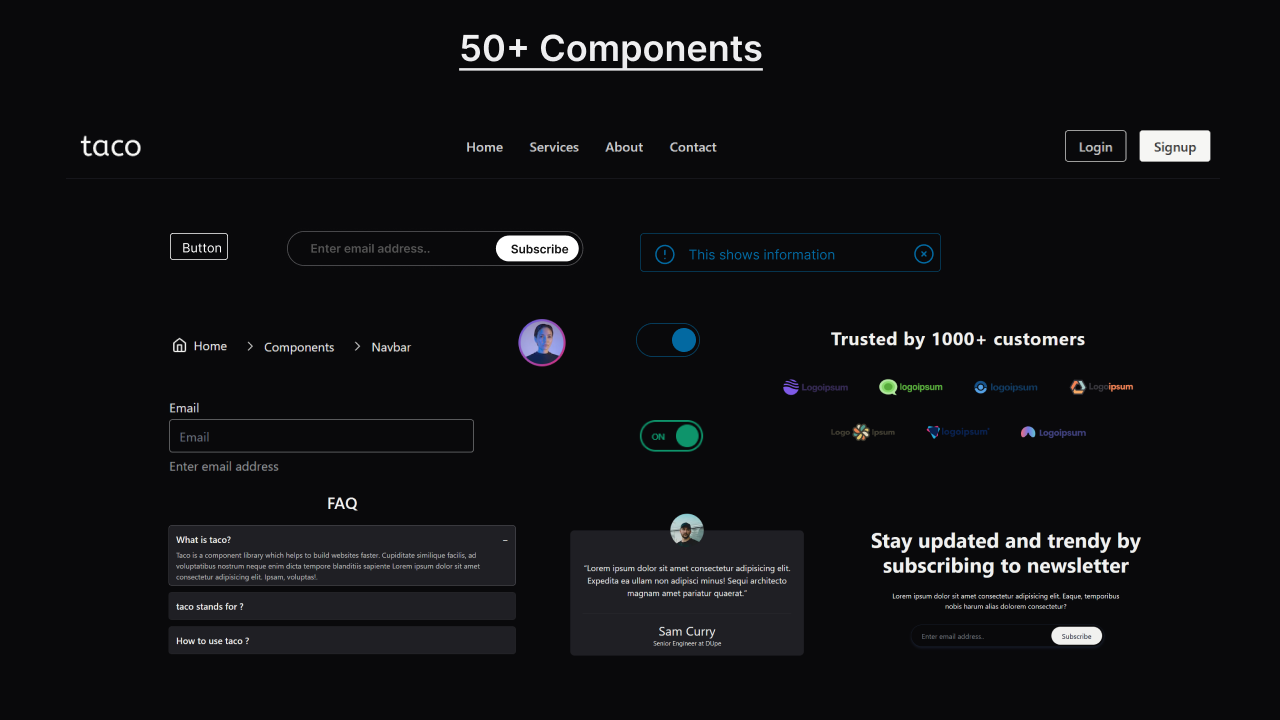 50+ Components
taco
Home Services About Contact
Login Signup
Button
Enter email address..
Subscribe
This shows information
Home Components Navbar
Trusted by 1000+ customers
Logoipsum logoipsum logoipsum Logoipsum
Logo Ipsum logoipsum Logoipsum
Email
Email
Enter email address
ON
FAQ
What is taco?
Taco is a component library which helps to build websites faster. Cupiditate similique facilis, ad
voluptatibus nostrum neque enim dicta tempore blanditiis sapiente Lorem ipsum dolor sit amet
consectetur adipisicing elit. Ipsam, voluptas!.
taco stands for ?
How to use taco ?
"Lorem ipsum dolor sit amet consectetur adipisicing elit.
Expedita ea ullam non adipisci minus! Sequi architecto
magnam amet pariatur quaerat."
Sam Curry
Senior Engineer at DUpe
Stay updated and trendy by
subscribing to newsletter
Lorem ipsum dolor sit amet consectetur adipisicing elit. Eaque, temporibus
nobis harum alias dolorem consectetur?
Enter email address..
Subscribe